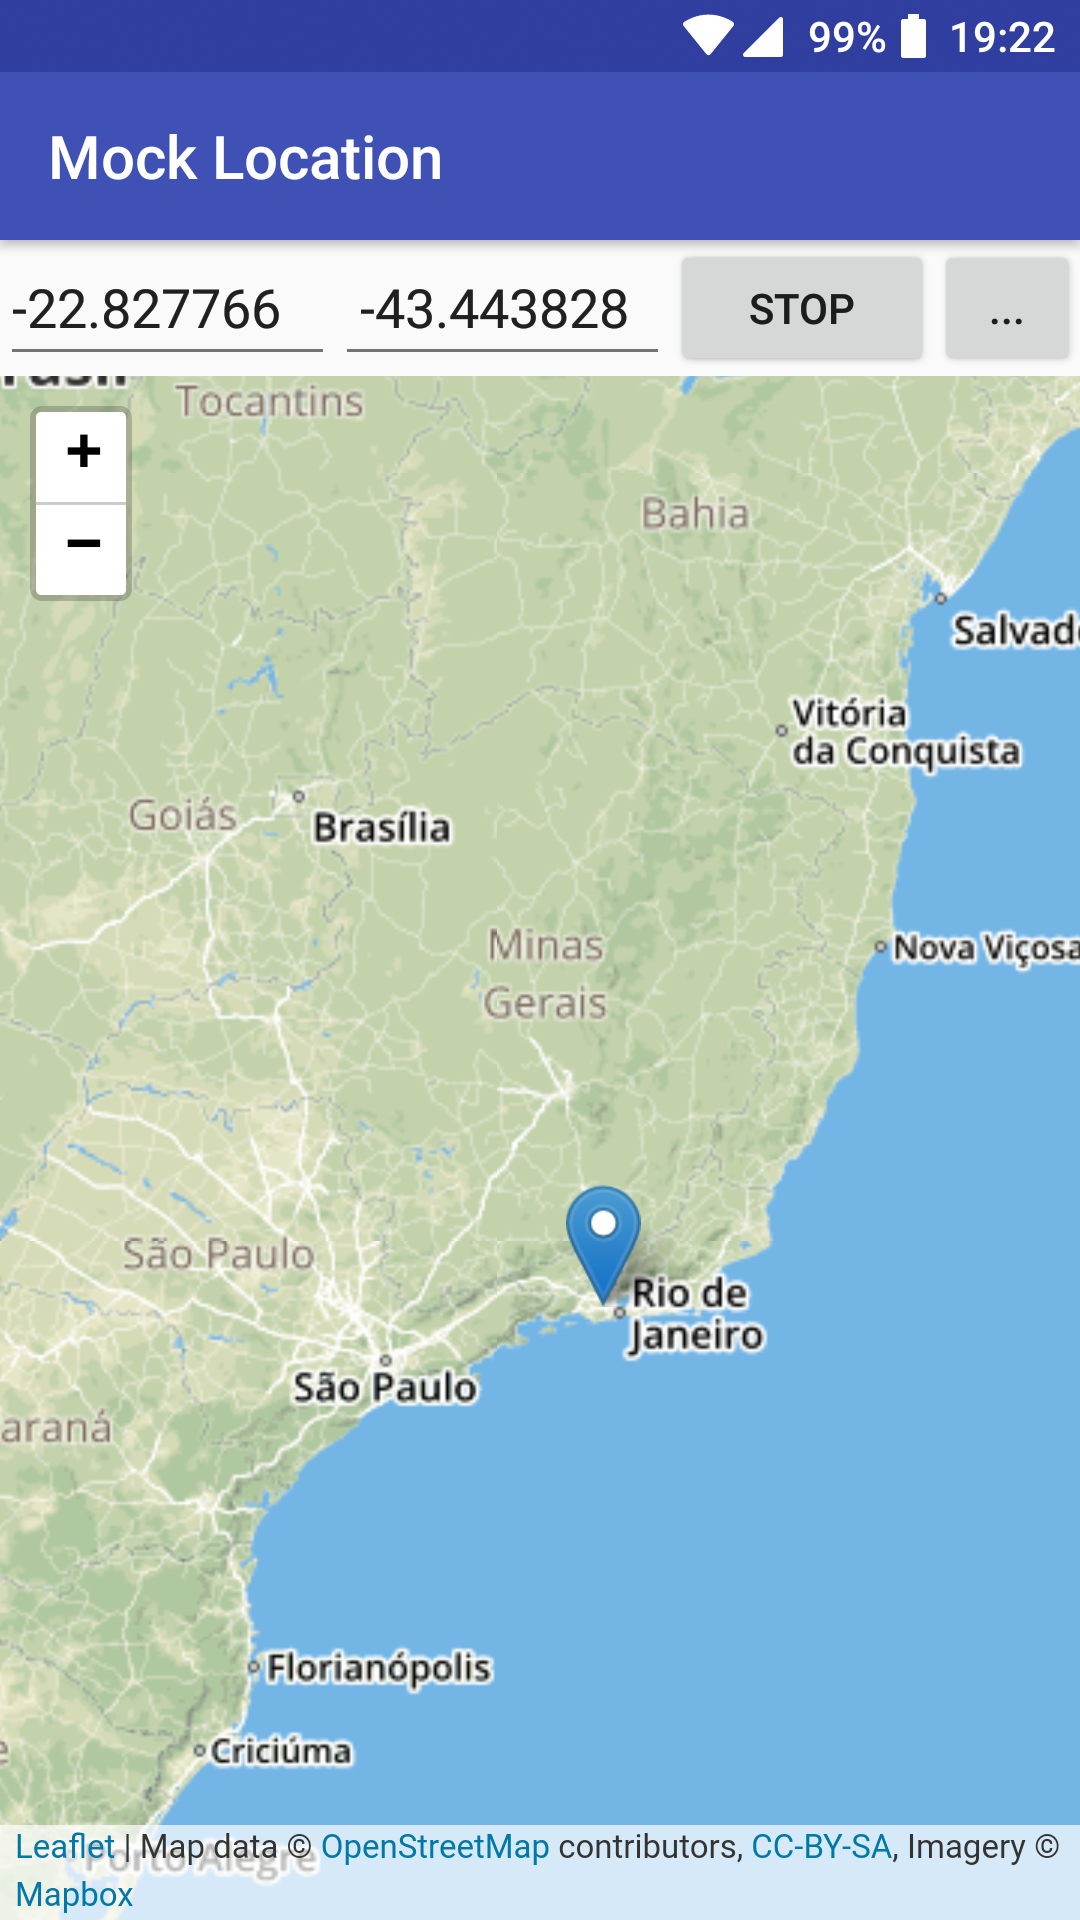 99% 19:22
Mock Location
-22.827766 -43.443828 STOP ...
Tocantins
+
Bahia
−
Salvad
Vitória
da Conquista
Goiás
Brasília
Minas
Gerais
Nova Viçosa
São Paulo
Rio de
Janeiro
São Paulo
araná
Florianópolis
Criciúma
Porto Alegre
Leaflet | Map data © OpenStreetMap contributors, CC-BY-SA, Imagery ©
Mapbox